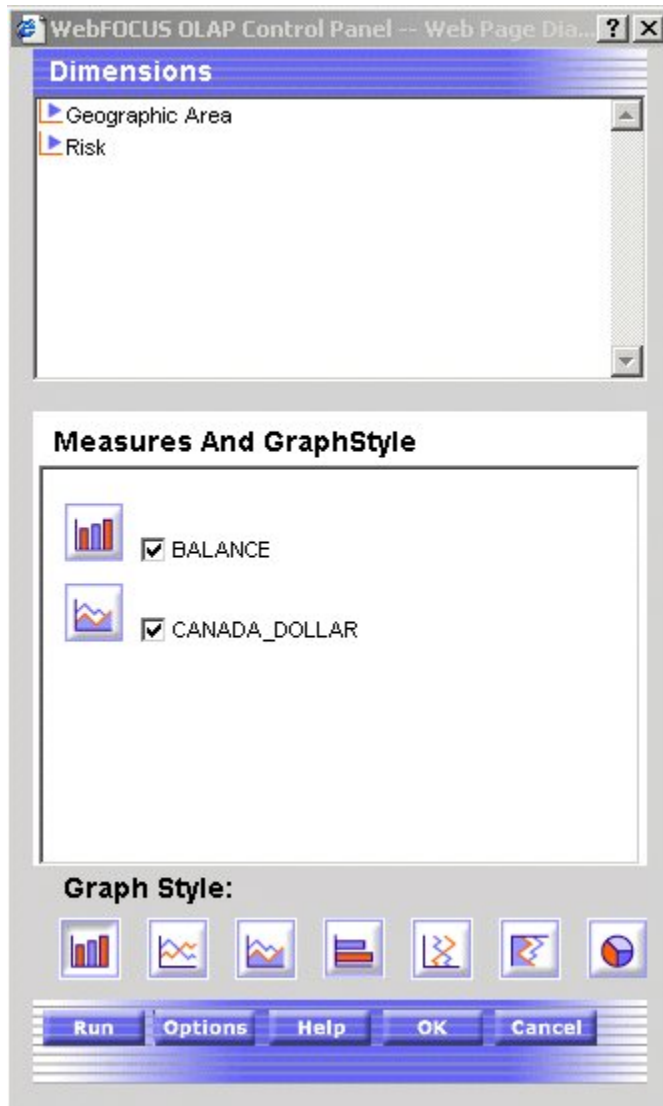 WebFOCUS OLAP Control Panel -- Web Page Dia... ? X
Dimensions
Geographic Area
Risk
Measures And GraphStyle
BALANCE
CANADA_DOLLAR
Graph Style:
Run Options Help OK Cancel